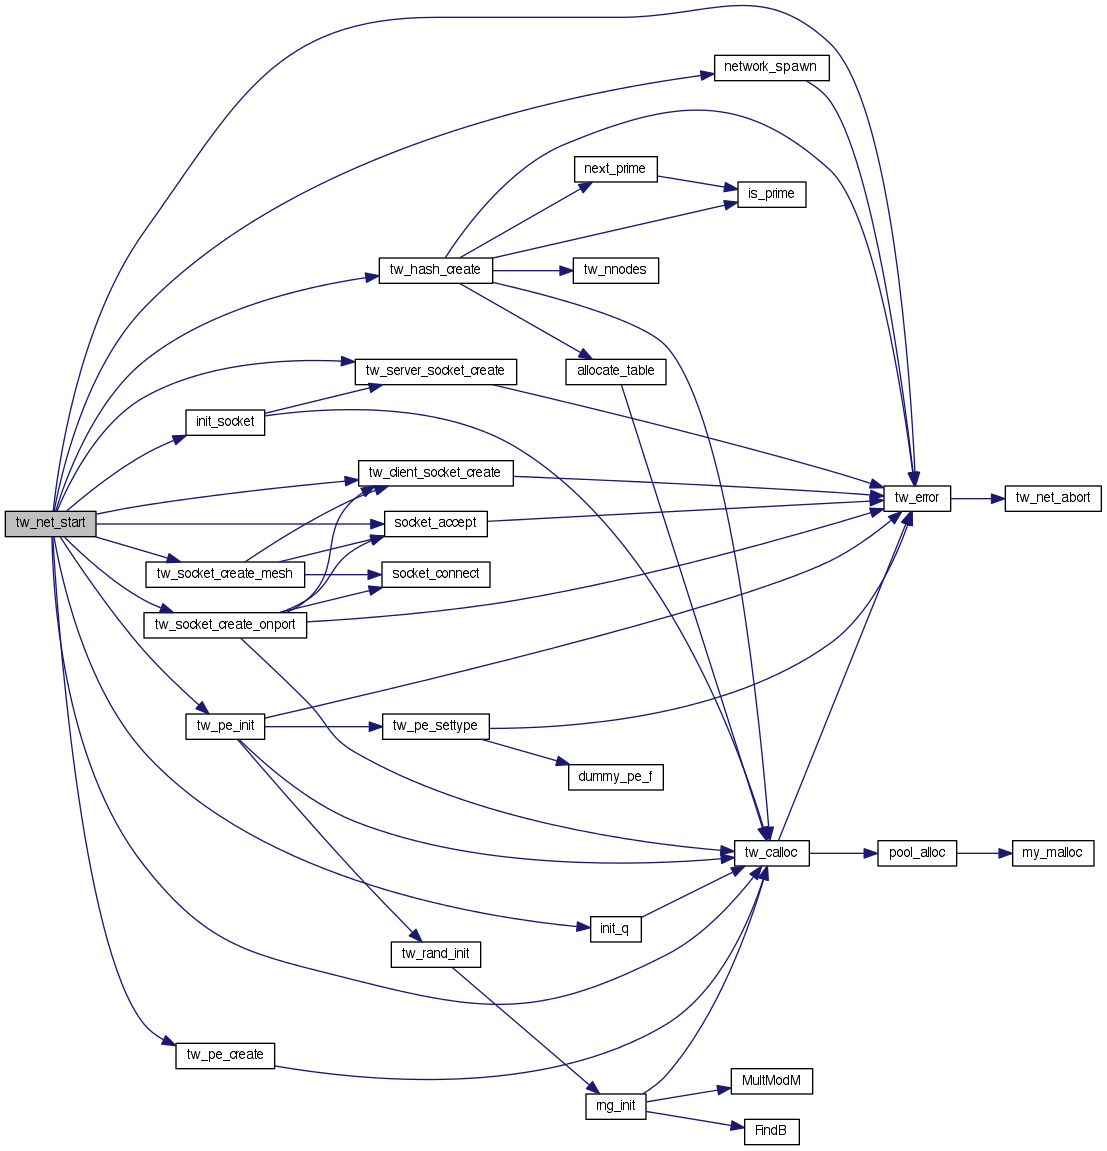 network_spawn
next_prime
is_prime
tw_hash_create
tw_nnodes
tw_server_socket_create
allocate_table
init_socket
tw_client_socket_create
tw_error
tw_net_abort
tw_net_start
socket_accept
tw_socket_create_mesh
socket_connect
tw_socket_create_onport
tw_pe_init
tw_pe_settype
dummy_pe_f
tw_calloc
pool_alloc
my_malloc
init_q
tw_rand_init
tw_pe_create
MultModM
rng_init
FindB